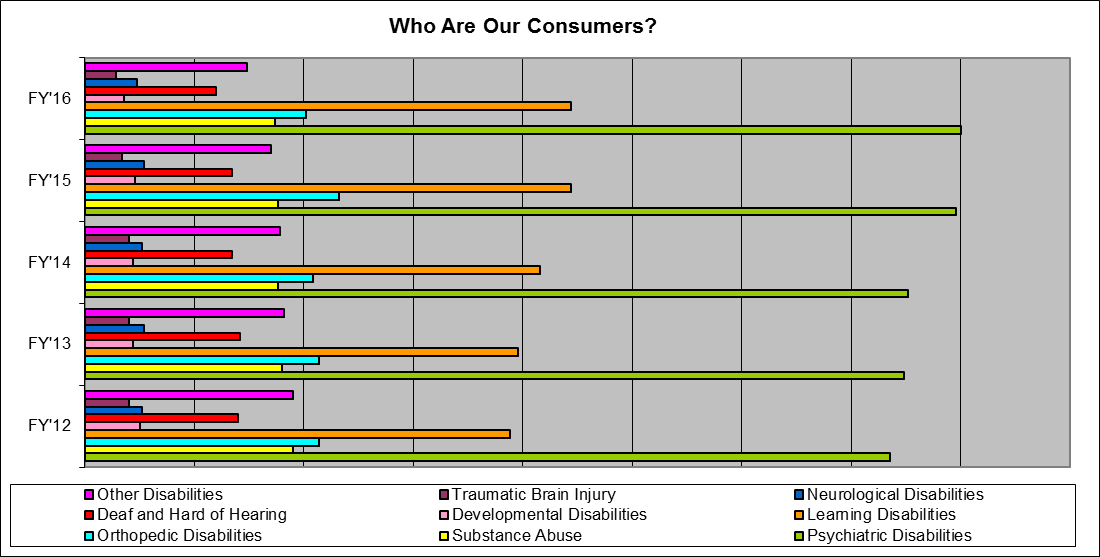 Who Are Our Consumers?
FY'16
FY'15
FY'14
FY'13
FY'12
Other Disabilities Traumatic Brain Injury Neurological Disabilities
Deaf and Hard of Hearing Developmental Disabilities Learning Disabilities
Orthopedic Disabilities Substance Abuse Psychiatric Disabilities